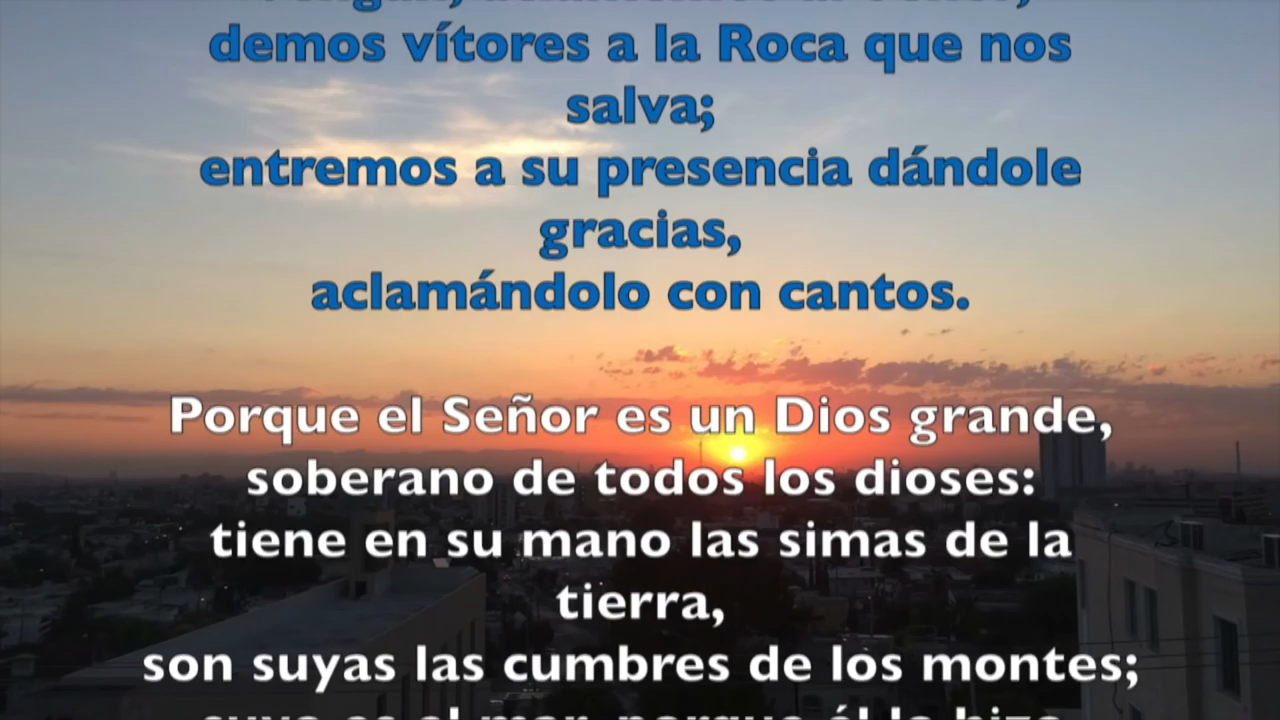 demos vítores a la Roca que nos
salva;
entremos a su presencia dándole
gracias,
aclamándolo con cantos.
Porque el Señor es un Dios grande,
soberano de todos los dioses:
tiene en su mano las simas de la
tierra,
son suyas las cumbres de los montes;